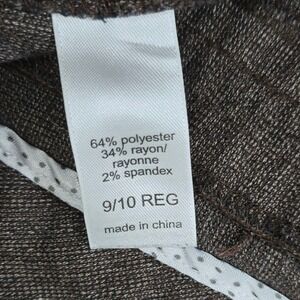 64% polyester
34% rayon/
rayonne
2% spandex
9/10 REG
made in china